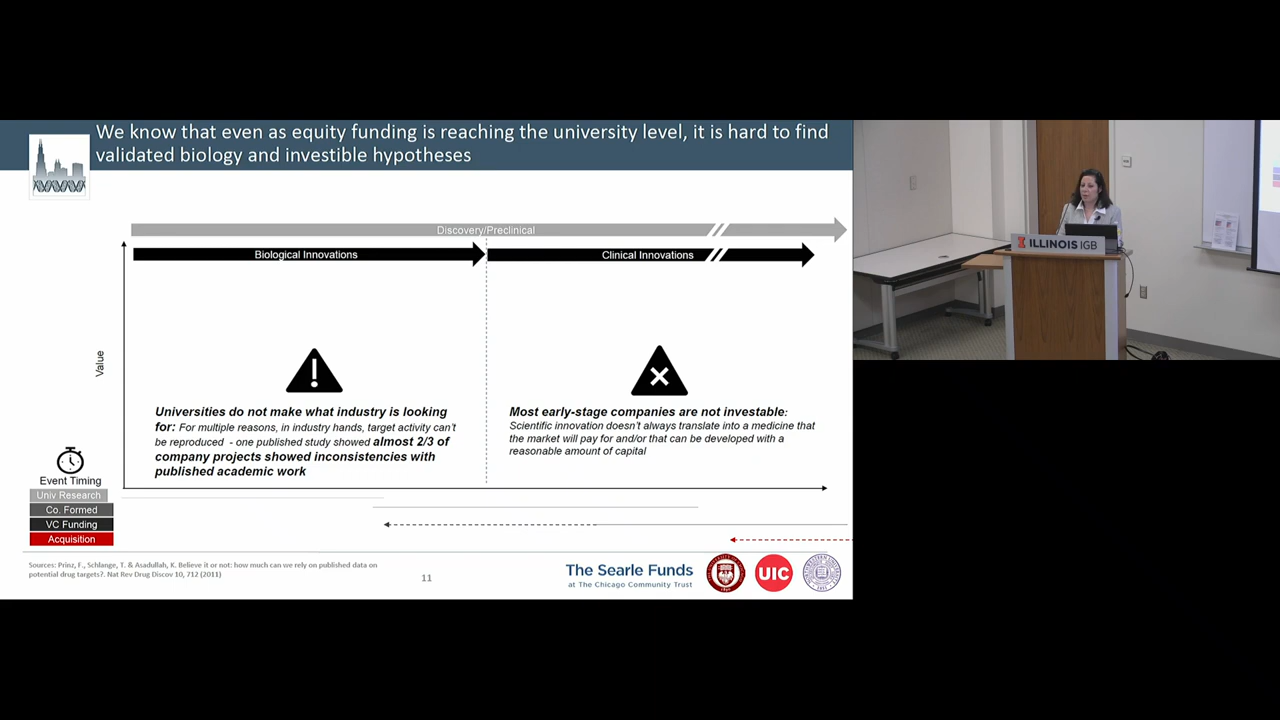 We know that even as equity funding is reaching the university level, it is hard to find
validated biology and investible hypotheses
Discovery/Preclinical
Biological Innovations
Clinical Innovations
Value
Universities do not make what industry is looking
for: For multiple reasons, in industry hands, target activity can't
be reproduced - one published study showed almost 2/3 of
company projects showed inconsistencies with
published academic work
Most early-stage companies are not investable:
Scientific innovation doesn't always translate into a medicine that
the market will pay for and/or that can be developed with a
reasonable amount of capital
Event Timing
Univ Research
Co. Formed
VC Funding
Acquisition
Sources: Prinz, F., Schlange, T. & Asadullah, K. Believe it or not: how much can we rely on published data on
potential drug targets?. Nat Rev Drug Discov 10, 712 (2011)
11
The Searle Funds
at The Chicago Community Trust
UIC
I ILLINOIS IGB